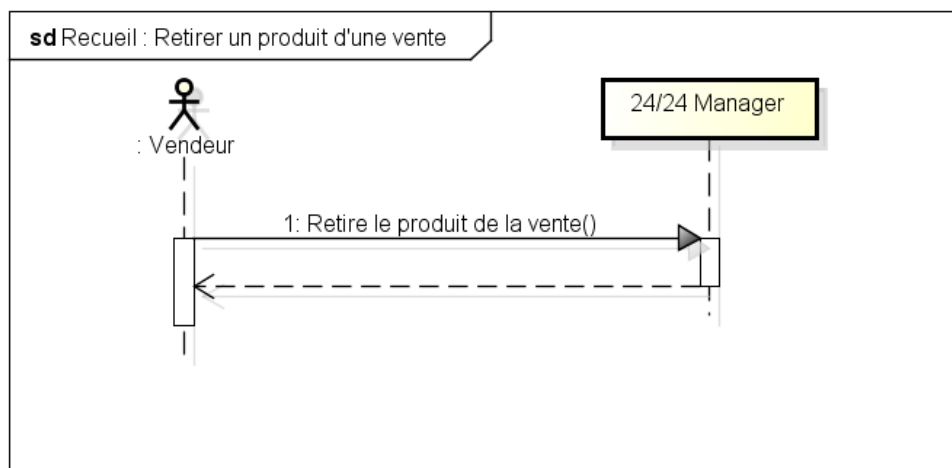 sd Recueil : Retirer un produit d'une vente
24/24 Manager
: Vendeur
1: Retire le produit de la vente()